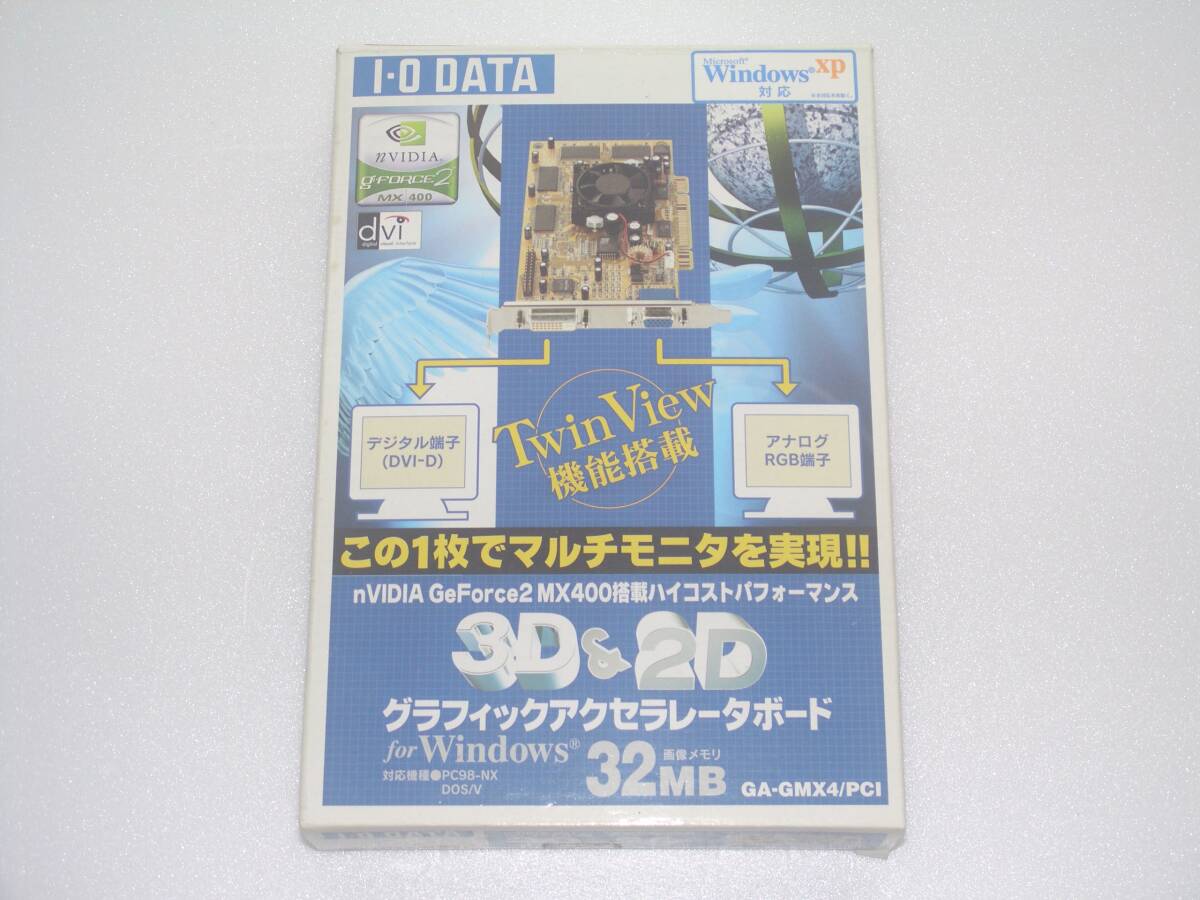 I·O DATA
Microsoft®
Windows® xp
対応
nVIDIA®
GeFORCE2™
MX 400
dvi
digital visual interface
デジタル端子
(DVI-D)
アナログ
RGB端子
TwinView
機能搭載
この1枚でマルチモニタを実現!!
nVIDIA GeForce2 MX400搭載ハイコストパフォーマンス
3D & 2D
グラフィックアクセラレータボード
for Windows®
画像メモリ
32MB
対応機種●PC98-NX
DOS/V
GA-GMX4/PCI
I·O DATA